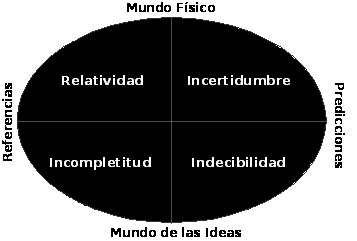 Mundo Físico
Relatividad
Incertidumbre
Referencias
Predicciones
Incompletitud
Indecibilidad
Mundo de las Ideas